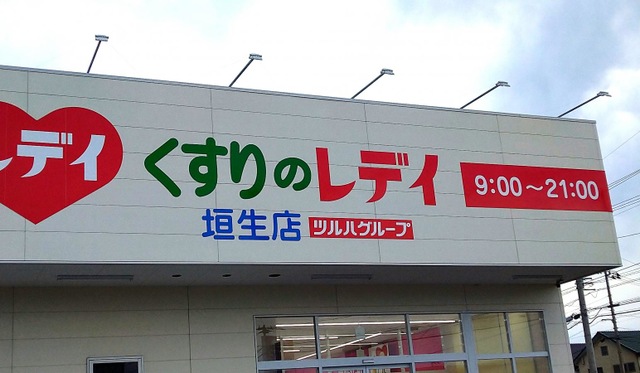 レディ
くすりのレディ 9:00～21:00
垣生店 ツルハグループ